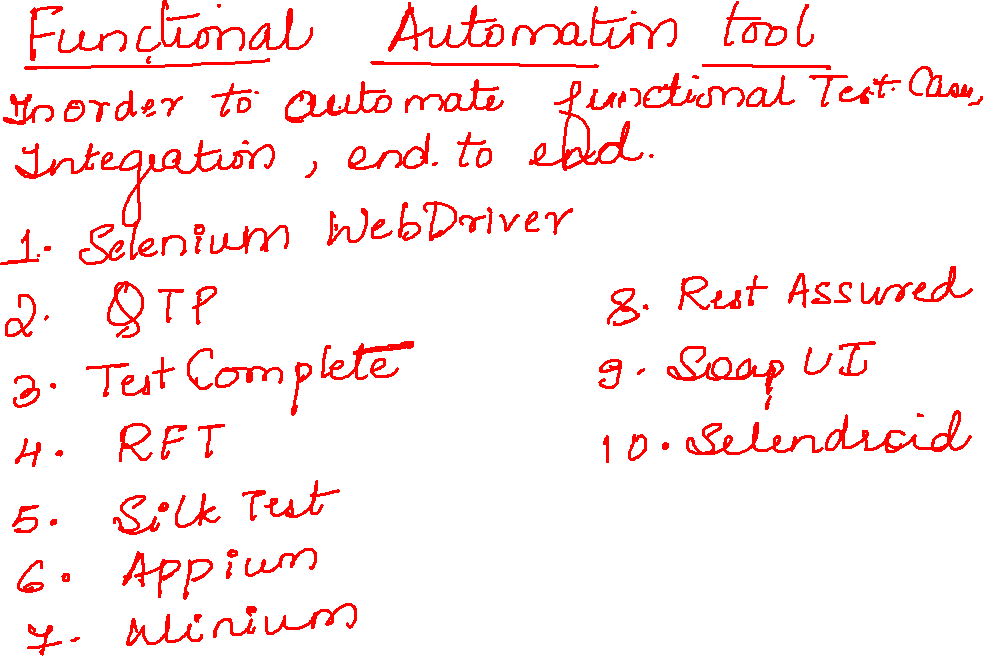 Functional Automation tool
Inorder to automate functional Test Case,
Integration, end. to end.
1. Selenium WebDriver
2. QTP
3. Test Complete
4. RFT
5. Silk Test
6. Appium
7. Winium
8. Rest Assured
9. Soap UI
10. Selendroid